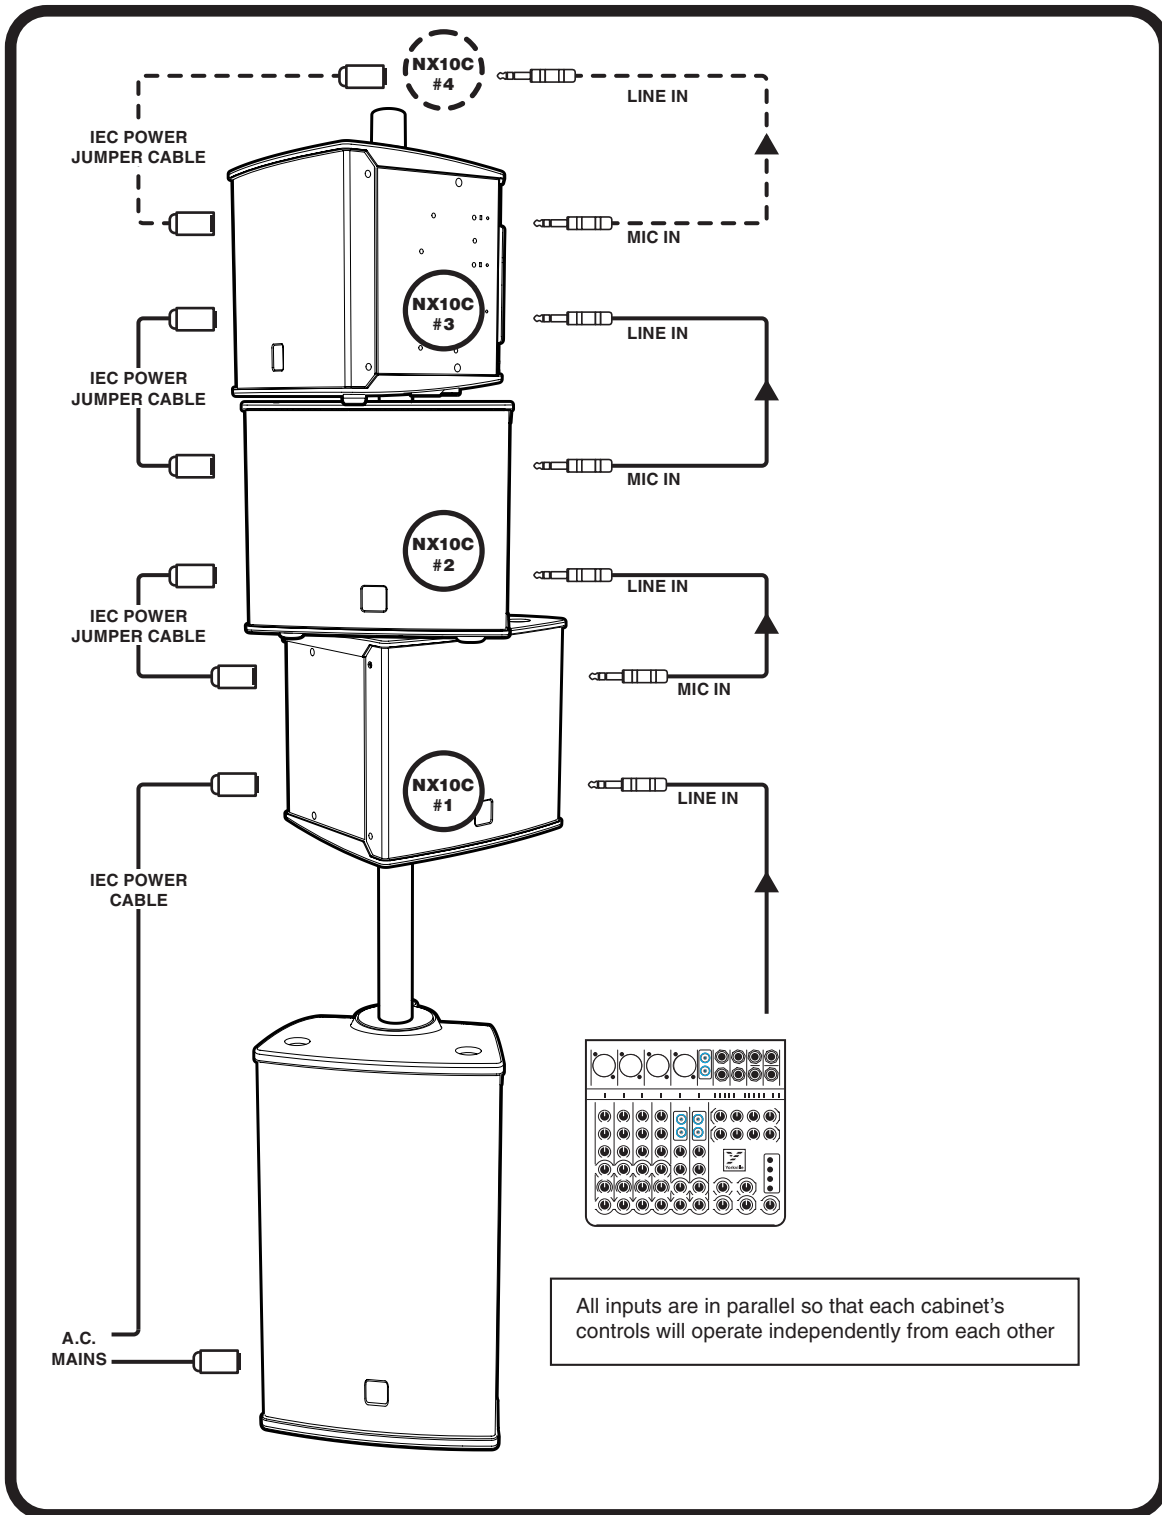 NX10C
#4
LINE IN
IEC POWER
JUMPER CABLE
MIC IN
NX10C
#3
LINE IN
IEC POWER
JUMPER CABLE
MIC IN
NX10C
#2
LINE IN
IEC POWER
JUMPER CABLE
MIC IN
NX10C
#1
LINE IN
IEC POWER
CABLE
Yorkville
All inputs are in parallel so that each cabinet's
controls will operate independently from each other
A.C.
MAINS